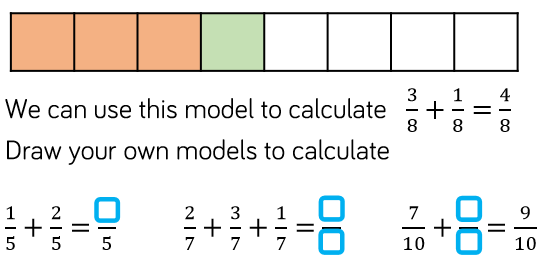 We can use this model to calculate 3/8 + 1/8 = 4/8
Draw your own models to calculate
1/5 + 2/5 = □/5 2/7 + 3/7 + 1/7 = □/□ 7/10 + □/□ = 9/10